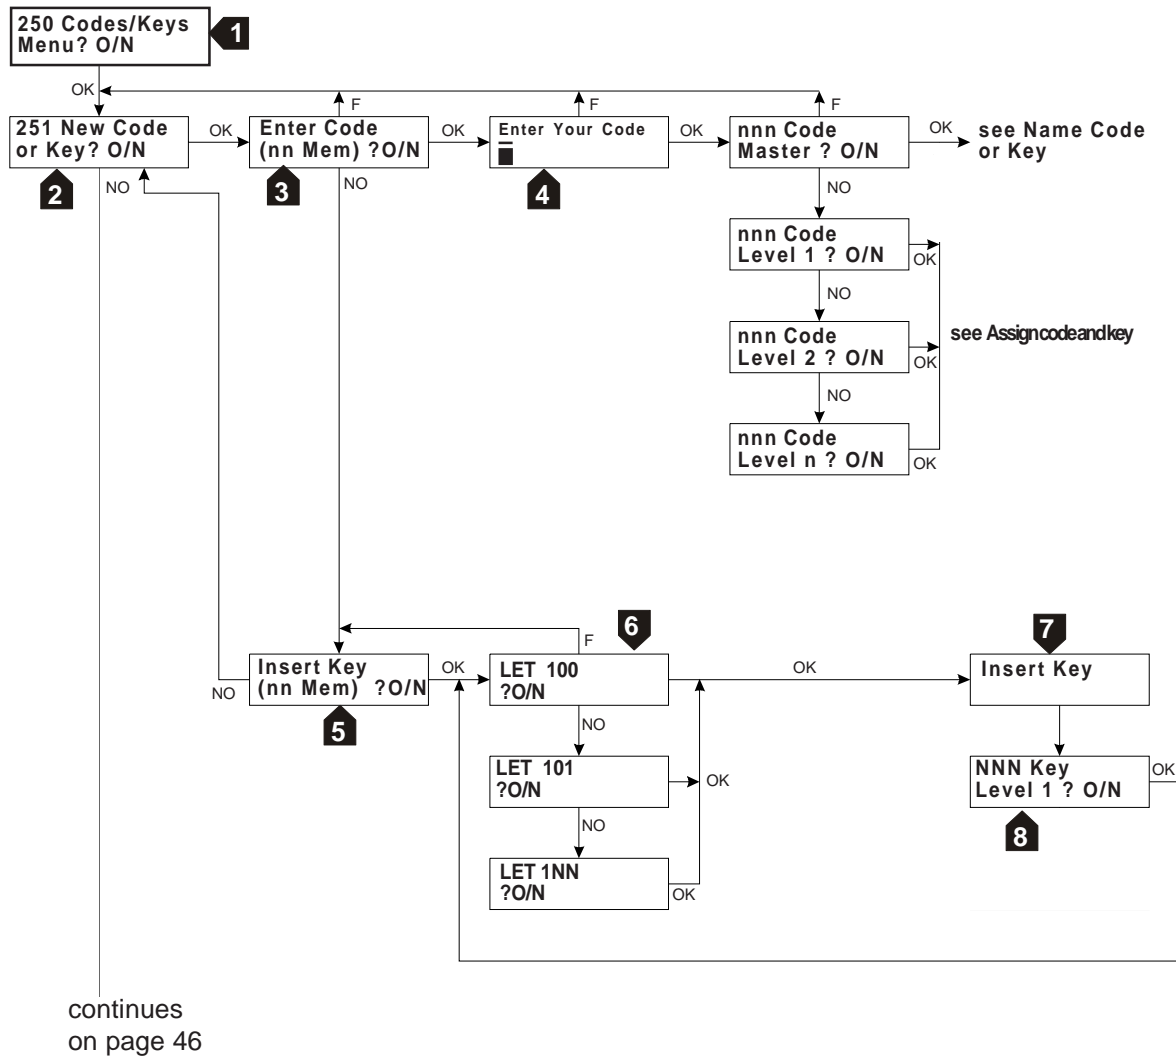 250 Codes/Keys
Menu? O/N
1
OK
F
F
F
251 New Code
or Key? O/N
OK
Enter Code
(nn Mem) ?O/N
OK
Enter Your Code
OK
nnn Code
Master ? O/N
OK
see Name Code
or Key
2
NO
3
NO
4
NO
nnn Code
Level 1 ? O/N
OK
NO
nnn Code
Level 2 ? O/N
OK
see Assigncodeandkey
NO
nnn Code
Level n ? O/N
OK
6
7
F
Insert Key
(nn Mem) ?O/N
NO
OK
LET 100
?O/N
OK
Insert Key
5
NO
LET 101
?O/N
OK
NNN Key
Level 1 ? O/N
OK
NO
8
LET 1NN
?O/N
OK
continues
on page 46